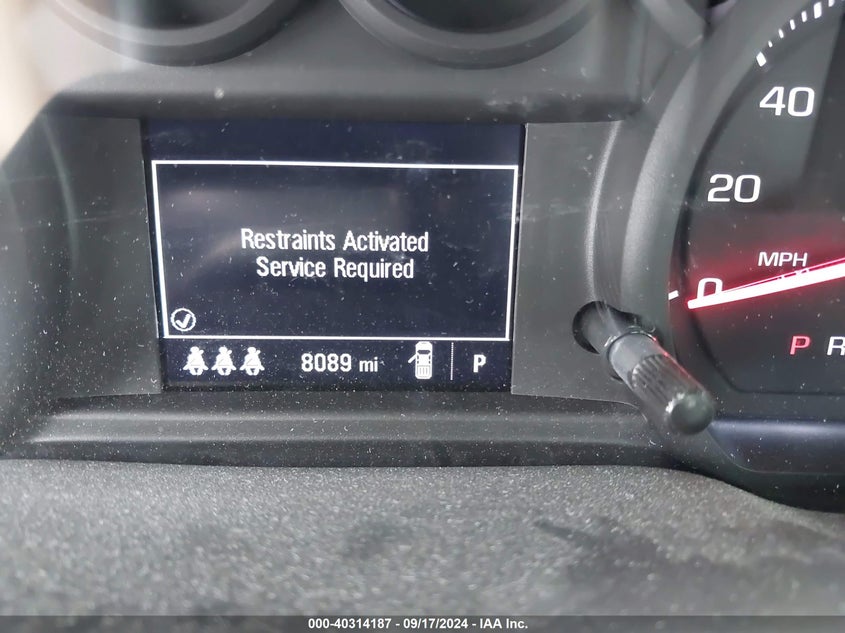 40
20
MPH
0
P R
Restraints Activated
Service Required
8089 mi
P
000-40314187 - 09/17/2024 - IAA Inc.